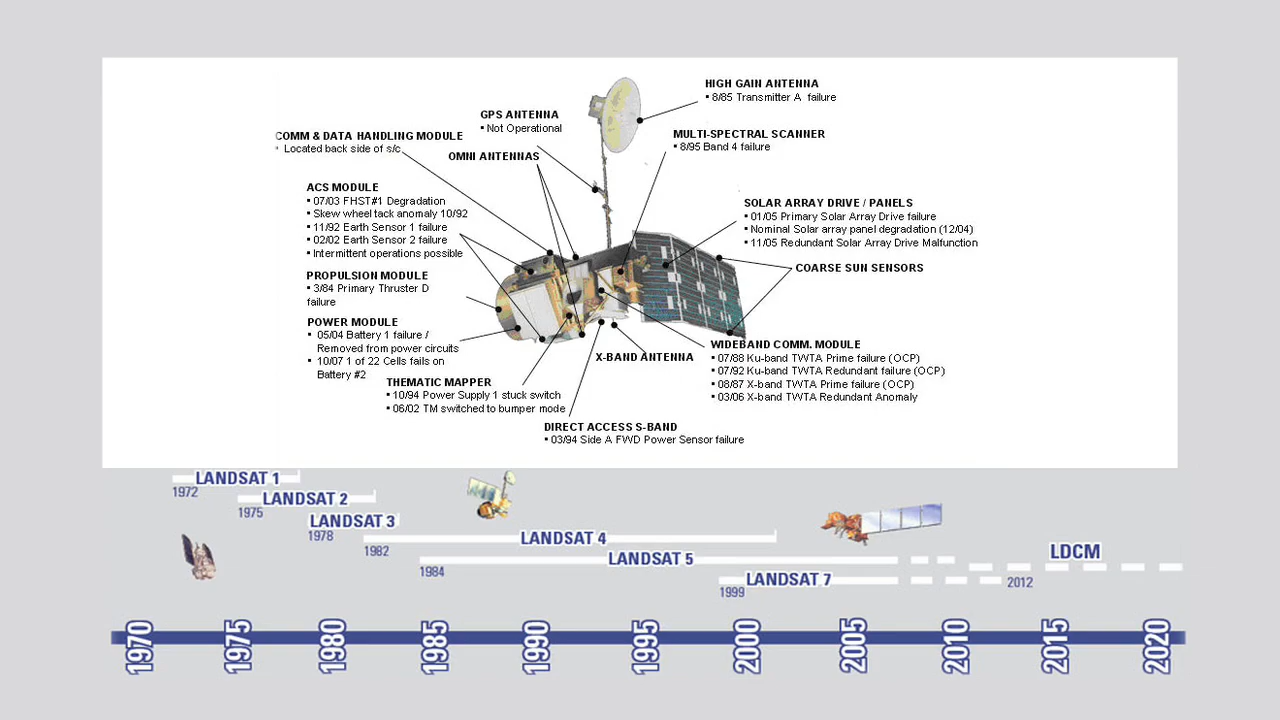 HIGH GAIN ANTENNA
▪ 8/85 Transmitter A failure
GPS ANTENNA
▪ Not Operational
COMM & DATA HANDLING MODULE
▪ Located back side of s/c
OMNI ANTENNAS
MULTI-SPECTRAL SCANNER
▪ 8/95 Band 4 failure
ACS MODULE
▪ 07/03 FHST#1 Degradation
▪ Skew wheel tack anomaly 10/92
▪ 11/92 Earth Sensor 1 failure
▪ 02/02 Earth Sensor 2 failure
▪ Intermittent operations possible
SOLAR ARRAY DRIVE / PANELS
▪ 01/05 Primary Solar Array Drive failure
▪ Nominal Solar array panel degradation (12/04)
▪ 11/05 Redundant Solar Array Drive Malfunction
COARSE SUN SENSORS
PROPULSION MODULE
▪ 3/84 Primary Thruster D
failure
POWER MODULE
▪ 05/04 Battery 1 failure /
Removed from power circuits
▪ 10/07 1 of 22 Cells fails on
Battery #2
X-BAND ANTENNA
WIDEBAND COMM. MODULE
▪ 07/88 Ku-band TWTA Prime failure (OCP)
▪ 07/92 Ku-band TWTA Redundant failure (OCP)
▪ 08/87 X-band TWTA Prime failure (OCP)
▪ 03/06 X-band TWTA Redundant Anomaly
THEMATIC MAPPER
▪ 10/94 Power Supply 1 stuck switch
▪ 06/02 TM switched to bumper mode
DIRECT ACCESS S-BAND
▪ 03/94 Side A FWD Power Sensor failure
LANDSAT 1
1972
LANDSAT 2
1975
LANDSAT 3
1978
LANDSAT 4
1982
LANDSAT 5
1984
LANDSAT 7
1999
LDCM
2012
1970
1975
1980
1985
1990
1995
2000
2005
2010
2015
2020